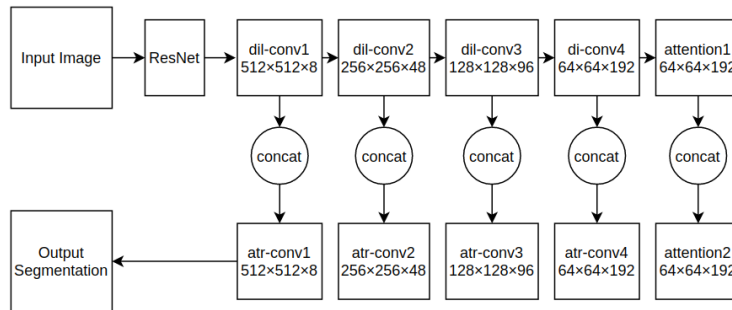 Input Image
ResNet
dil-conv1
512×512×8
dil-conv2
256×256×48
dil-conv3
128×128×96
di-conv4
64×64×192
attention1
64×64×192
concat
concat
concat
concat
concat
Output
Segmentation
atr-conv1
512×512×8
atr-conv2
256×256×48
atr-conv3
128×128×96
atr-conv4
64×64×192
attention2
64×64×192